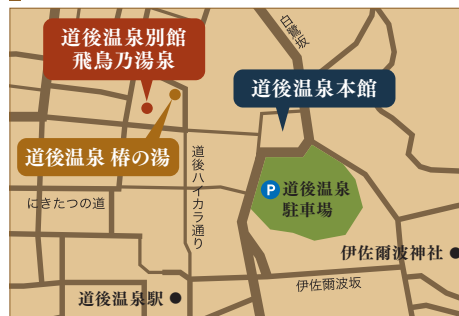 白鷺坂
道後温泉別館
飛鳥乃湯泉
道後温泉本館
道後温泉 椿の湯
道後ハイカラ通り
P 道後温泉
駐車場
にきたつの道
伊佐爾波神社
伊佐爾波坂
道後温泉駅